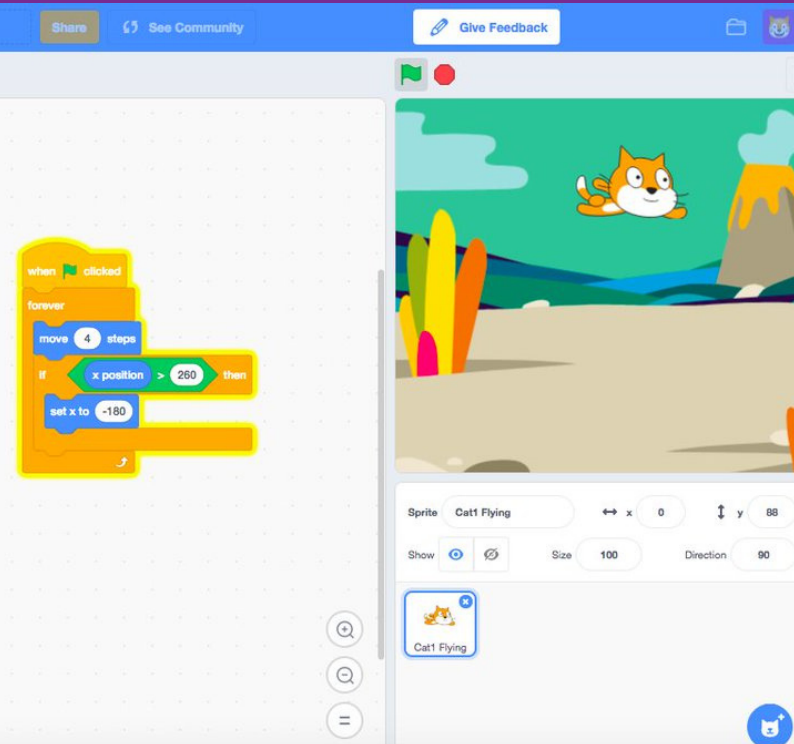 Share See Community Give Feedback
when clicked
forever
move 4 steps
if x position > 260 then
set x to -180
Sprite Cat1 Flying x 0 y 88
Show Size 100 Direction 90
Cat1 Flying